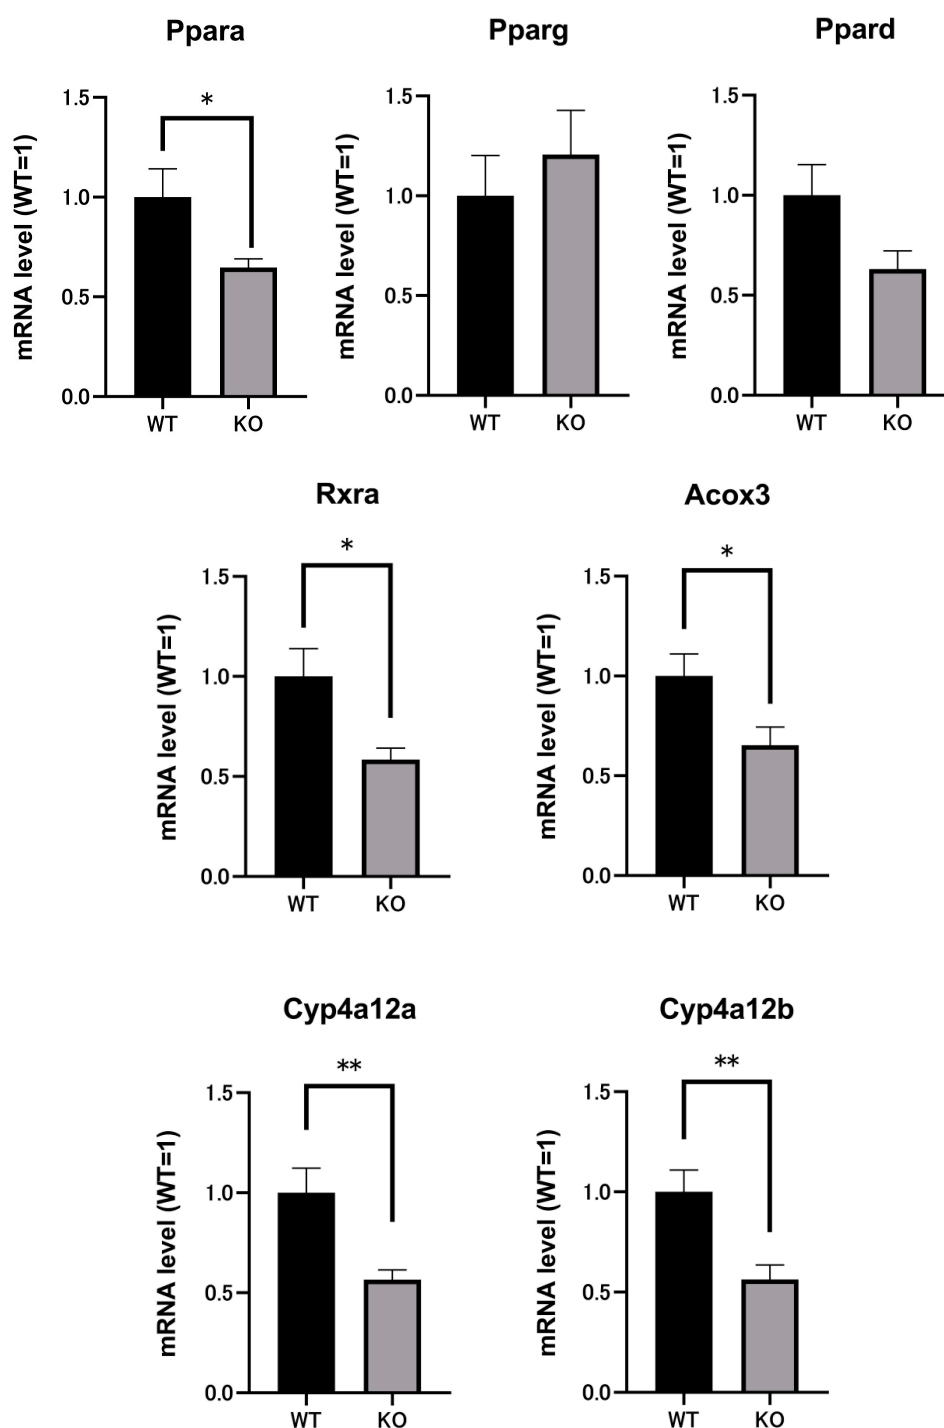 Ppara
Pparg
Ppard
*
mRNA level (WT=1)
1.5
1.0
0.5
0.0
WT KO
mRNA level (WT=1)
1.5
1.0
0.5
0.0
WT KO
mRNA level (WT=1)
1.5
1.0
0.5
0.0
WT KO
Rxra
Acox3
*
mRNA level (WT=1)
1.5
1.0
0.5
0.0
WT KO
*
mRNA level (WT=1)
1.5
1.0
0.5
0.0
WT KO
Cyp4a12a
Cyp4a12b
**
mRNA level (WT=1)
1.5
1.0
0.5
0.0
WT KO
**
mRNA level (WT=1)
1.5
1.0
0.5
0.0
WT KO